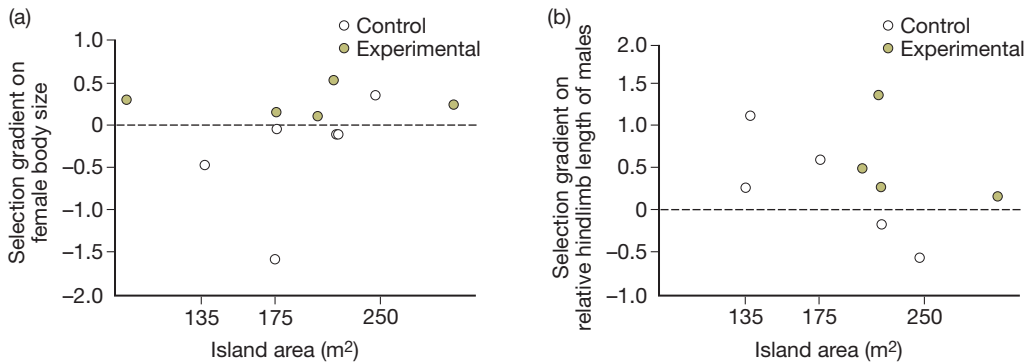 (a)
Control
Experimental
1.0
0.5
0
−0.5
−1.0
−1.5
−2.0
Selection gradient on
female body size
135
175
250
Island area (m²)
(b)
Control
Experimental
2.0
1.5
1.0
0.5
0
−0.5
−1.0
Selection gradient on
relative hindlimb length of males
135
175
250
Island area (m²)